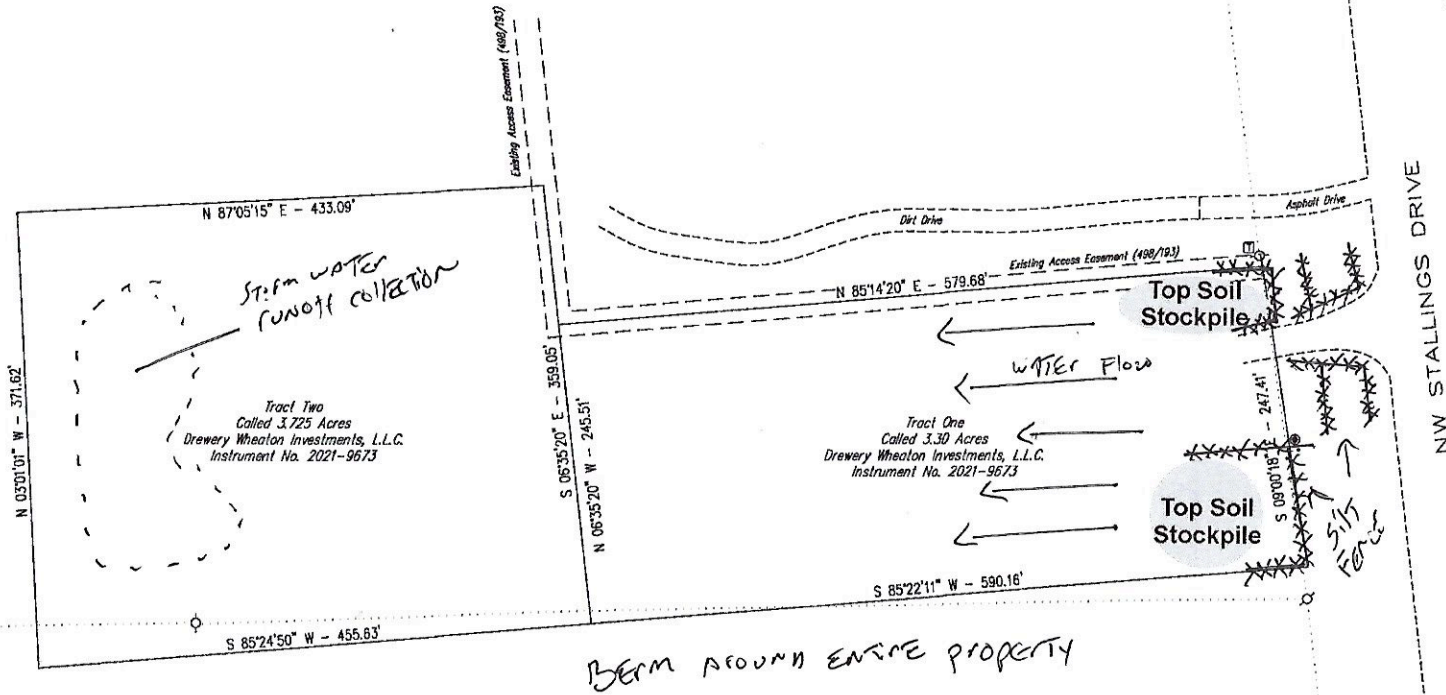 Existing Access Easement (498/193)
N 87°05'15" E - 433.09'
Storm water
runoff collection
N 03°01'01" W - 371.62'
Tract Two
Called 3.725 Acres
Drewery Wheaton Investments, L.L.C.
Instrument No. 2021-9673
S 85°24'50" W - 455.63'
S 06°35'20" E - 359.05'
N 06°35'20" W - 245.51'
Dirt Drive
Asphalt Drive
Existing Access Easement (498/193)
E
N 85°14'20" E - 579.68'
Top Soil
Stockpile
water Flow
Tract One
Called 3.30 Acres
Drewery Wheaton Investments, L.L.C.
Instrument No. 2021-9673
S 09°00'18" E - 247.41'
Top Soil
Stockpile
Silt
Fence
S 85°22'11" W - 590.16'
NW STALLINGS DRIVE
Berm around entire property